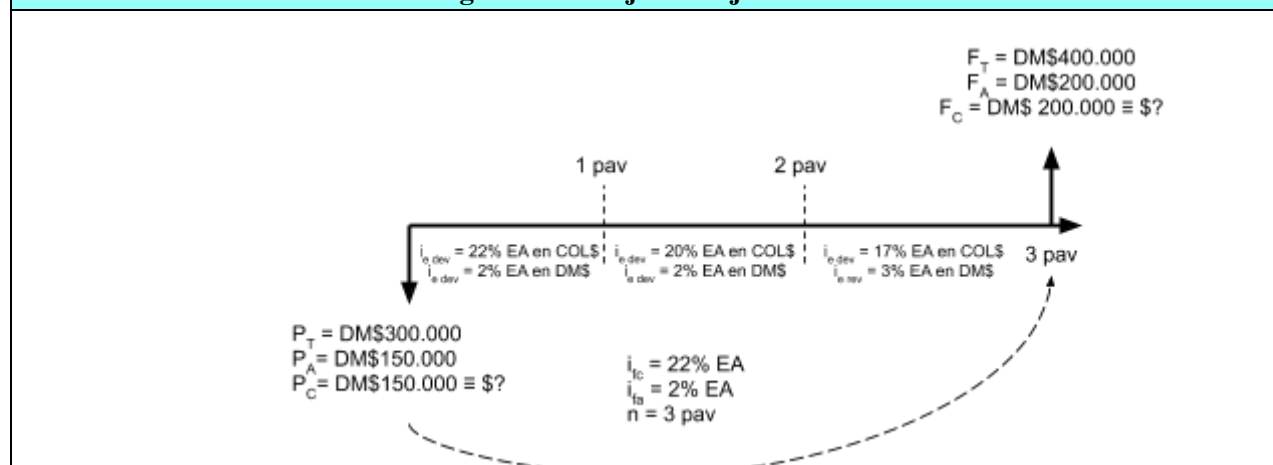 F_T = DM$400.000
F_A = DM$200.000
F_C = DM$ 200.000 ≡ $?
1 pav
2 pav
i_e dev = 22% EA en COL$
i_e dev = 2% EA en DM$
i_e dev = 20% EA en COL$
i_e dev = 2% EA en DM$
i_e dev = 17% EA en COL$
i_e rev = 3% EA en DM$
3 pav
P_T = DM$300.000
P_A = DM$150.000
P_C = DM$150.000 ≡ $?
i_fc = 22% EA
i_fa = 2% EA
n = 3 pav